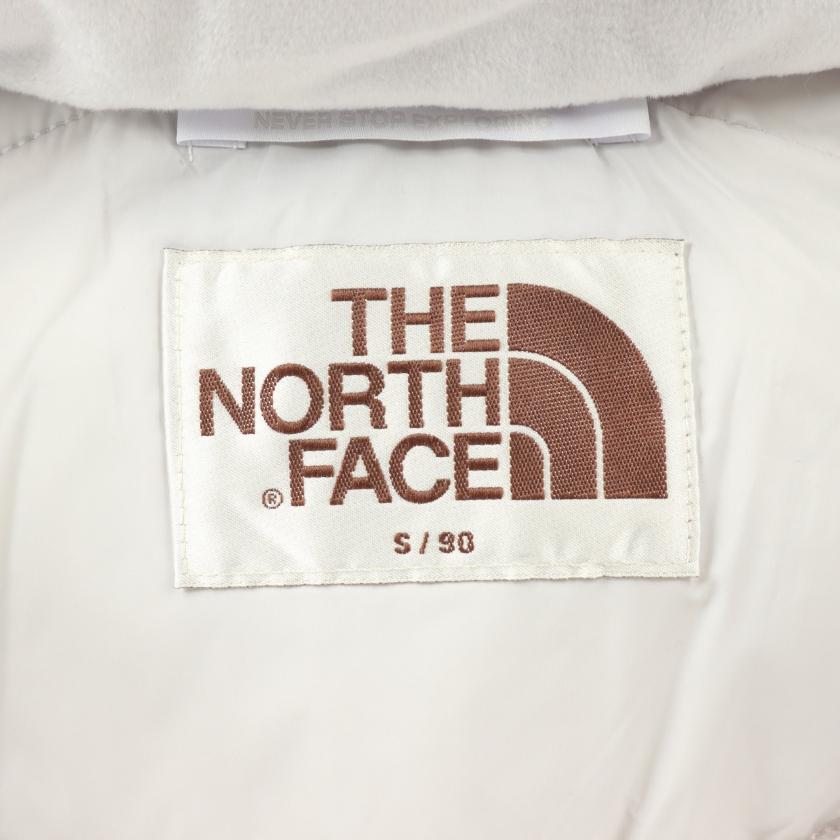 NEVER STOP EXPLORING
THE
NORTH
FACE
®
S / 90